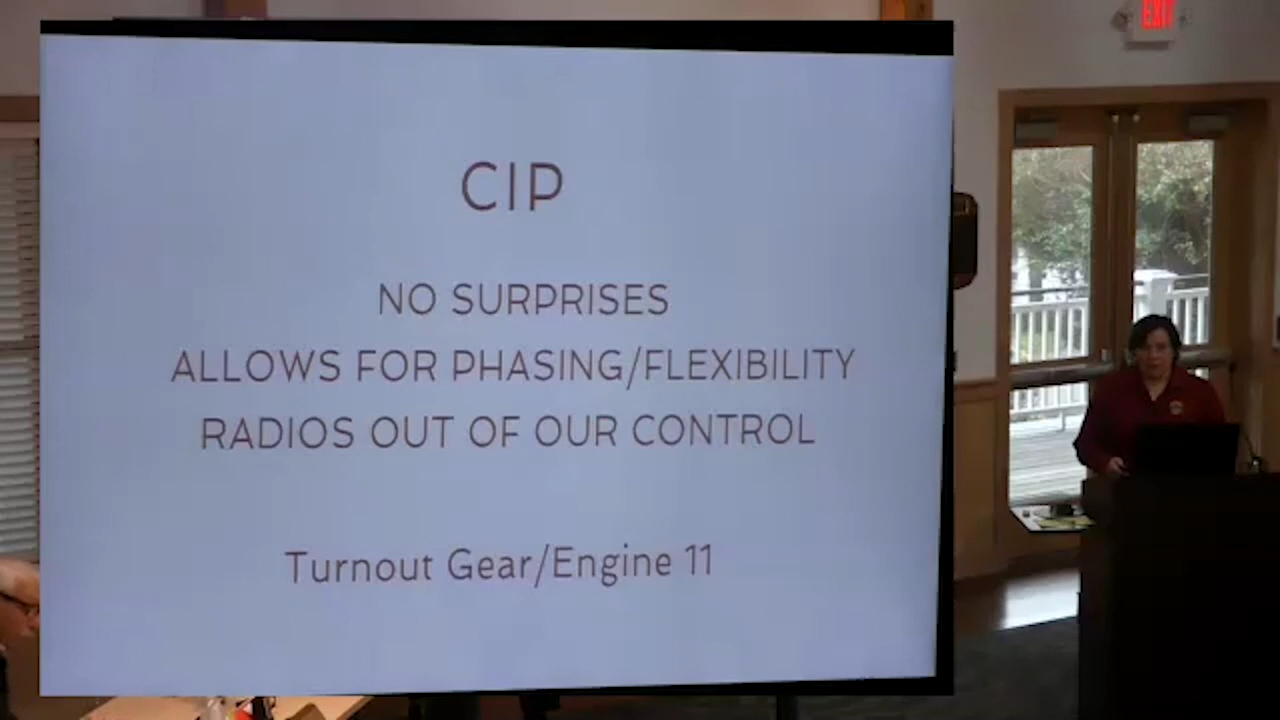 EXIT
CIP
NO SURPRISES
ALLOWS FOR PHASING/FLEXIBILITY
RADIOS OUT OF OUR CONTROL
Turnout Gear/Engine 11